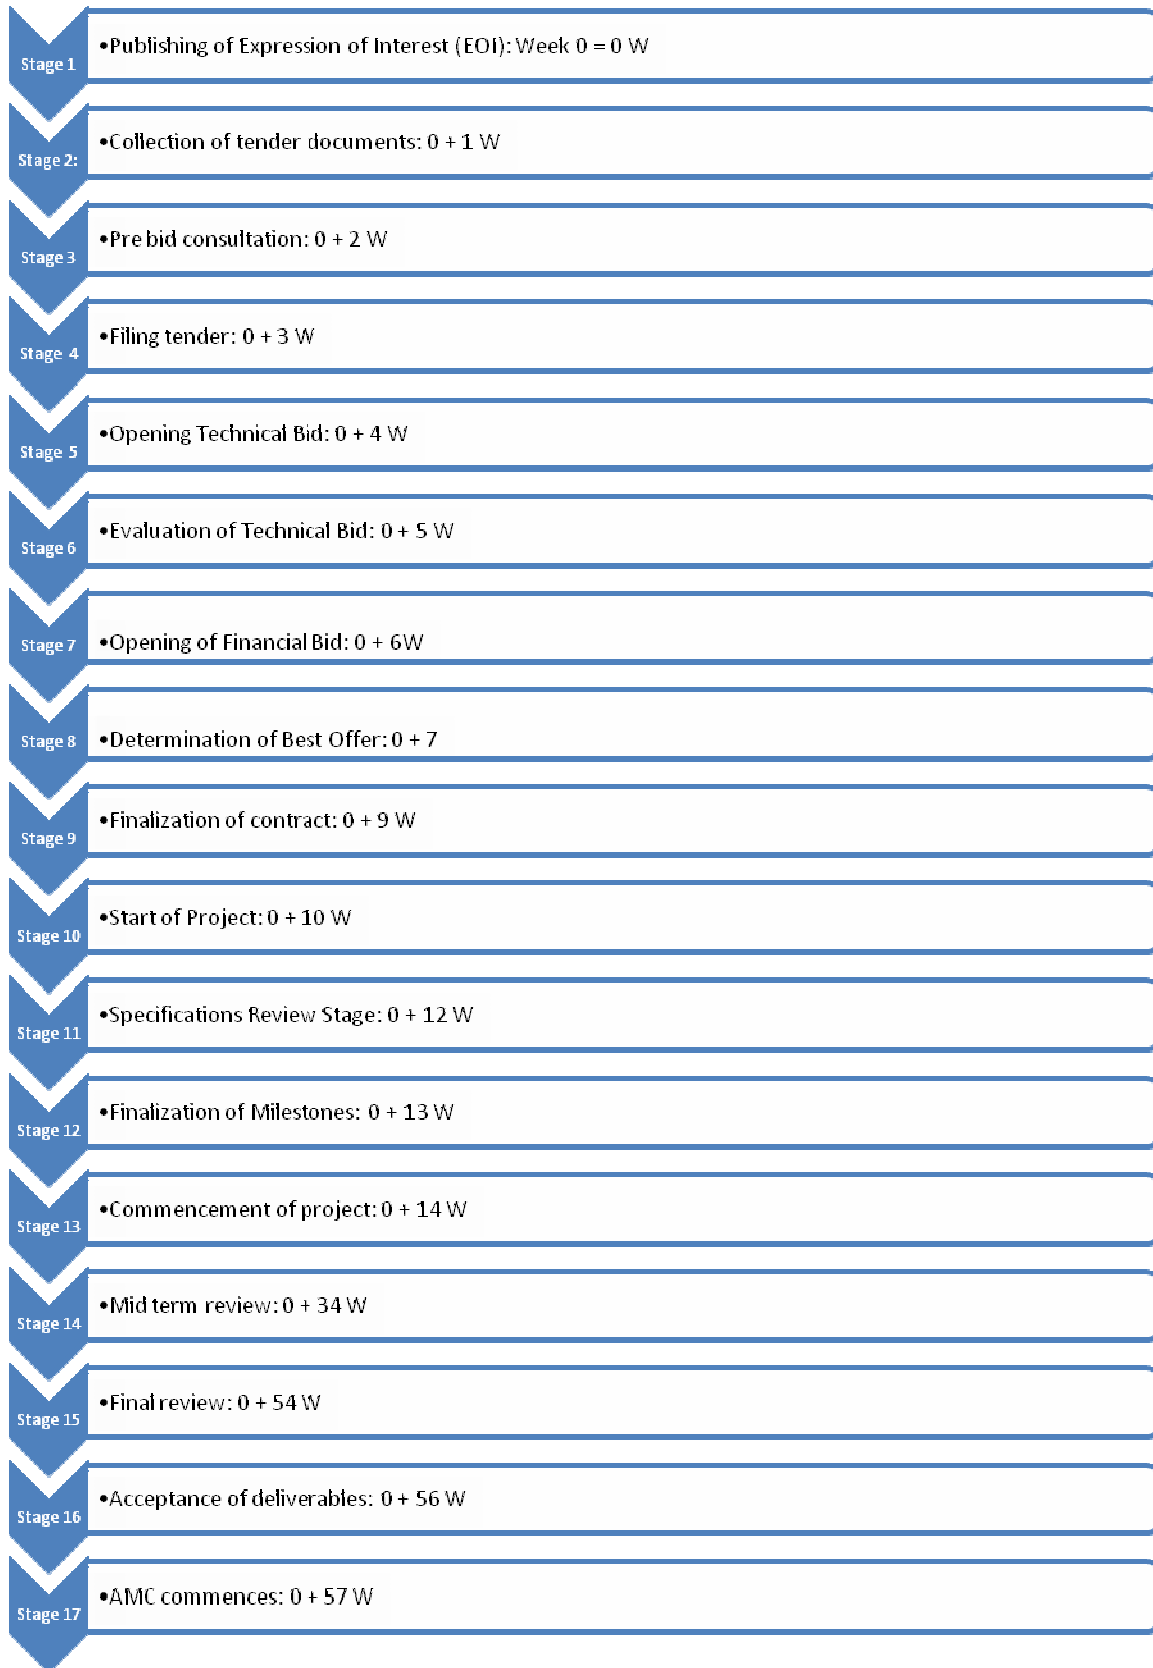 Stage 1
•Publishing of Expression of Interest (EOI): Week 0 = 0 W
Stage 2:
•Collection of tender documents: 0 + 1 W
Stage 3
•Pre bid consultation: 0 + 2 W
Stage 4
•Filing tender: 0 + 3 W
Stage 5
•Opening Technical Bid: 0 + 4 W
Stage 6
•Evaluation of Technical Bid: 0 + 5 W
Stage 7
•Opening of Financial Bid: 0 + 6W
Stage 8
•Determination of Best Offer: 0 + 7
Stage 9
•Finalization of contract: 0 + 9 W
Stage 10
•Start of Project: 0 + 10 W
Stage 11
•Specifications Review Stage: 0 + 12 W
Stage 12
•Finalization of Milestones: 0 + 13 W
Stage 13
•Commencement of project: 0 + 14 W
Stage 14
•Mid term review: 0 + 34 W
Stage 15
•Final review: 0 + 54 W
Stage 16
•Acceptance of deliverables: 0 + 56 W
Stage 17
•AMC commences: 0 + 57 W